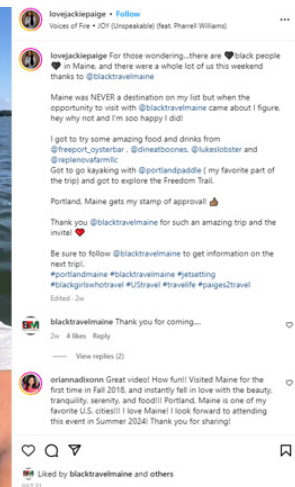 lovejackiepaige • Follow
Voices of Fire • JOY (Unspeakable) (feat. Pharrell Williams)
lovejackiepaige For those wondering...there are 🖤black people
🖤 in Maine, and there were a whole lot of us this weekend
thanks to @blacktravelmaine
Maine was NEVER a destination on my list but when the
opportunity to visit with @blacktravelmaine came about I figure,
hey why not and I'm soo happy I did!
I got to try some amazing food and drinks from
@freeport_oysterbar , @dineatboones, @lukeslobster and
@replenovafarmllc
Got to go kayaking with @portlandpaddle ( my favorite part of
the trip) and got to explore the Freedom Trail.
Portland, Maine gets my stamp of approval! 👍🏾
Thank you @blacktravelmaine for such an amazing trip and the
invite! ❤️
Be sure to follow @blacktravelmaine to get information on the
next trip!.
#portlandmaine #blacktravelmaine #jetsetting
#blackgirlswhotravel #UStravel #travelife #paiges2travel
Edited · 2w
blacktravelmaine Thank you for coming....
2w 4 likes Reply
View replies (2)
oriannadixonn Great video! How fun!! Visited Maine for the
first time in Fall 2018, and instantly fell in love with the beauty,
tranquility, serenity, and food!!! Portland, Maine is one of my
favorite U.S. cities!!! I love Maine! I look forward to attending
this event in Summer 2024! Thank you for sharing!
Liked by blacktravelmaine and others